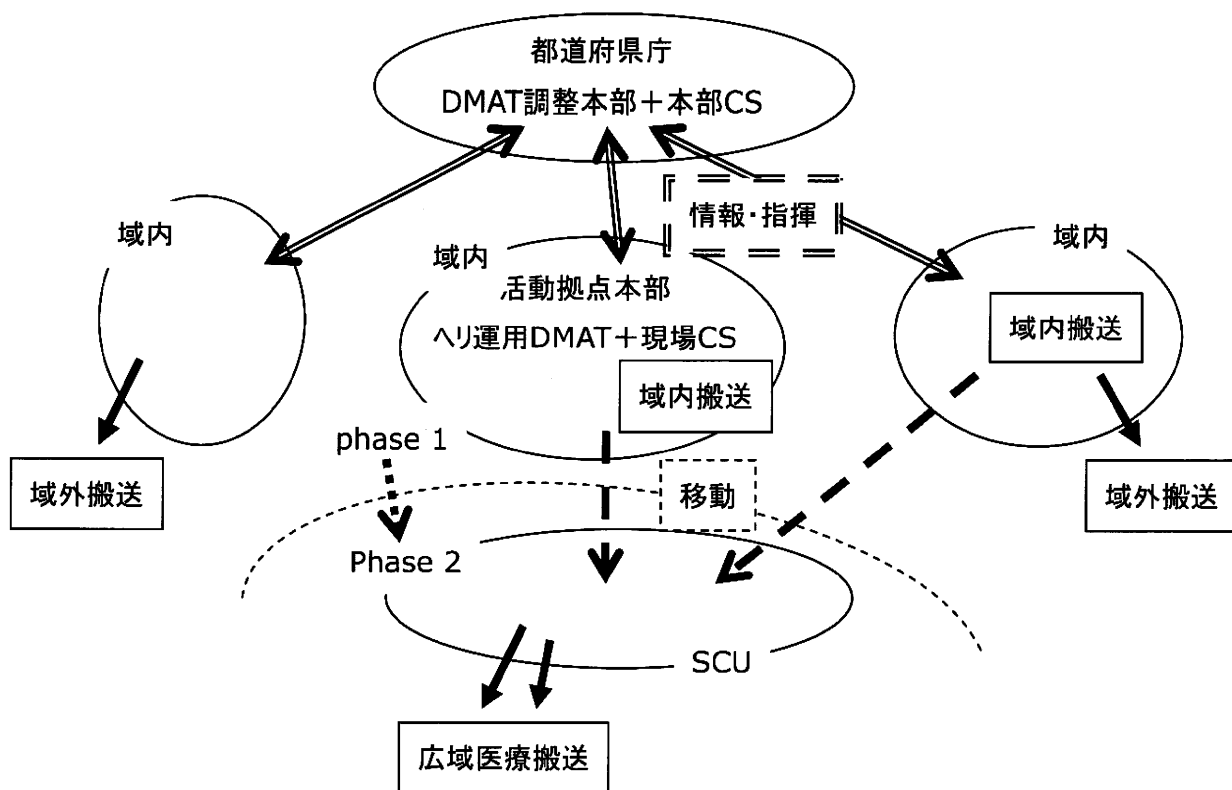 都道府県庁
DMAT調整本部＋本部CS
情報・指揮
域内
域内
活動拠点本部
ヘリ運用DMAT＋現場CS
域内搬送
域内
域内搬送
phase 1
域外搬送
移動
域外搬送
Phase 2
SCU
広域医療搬送